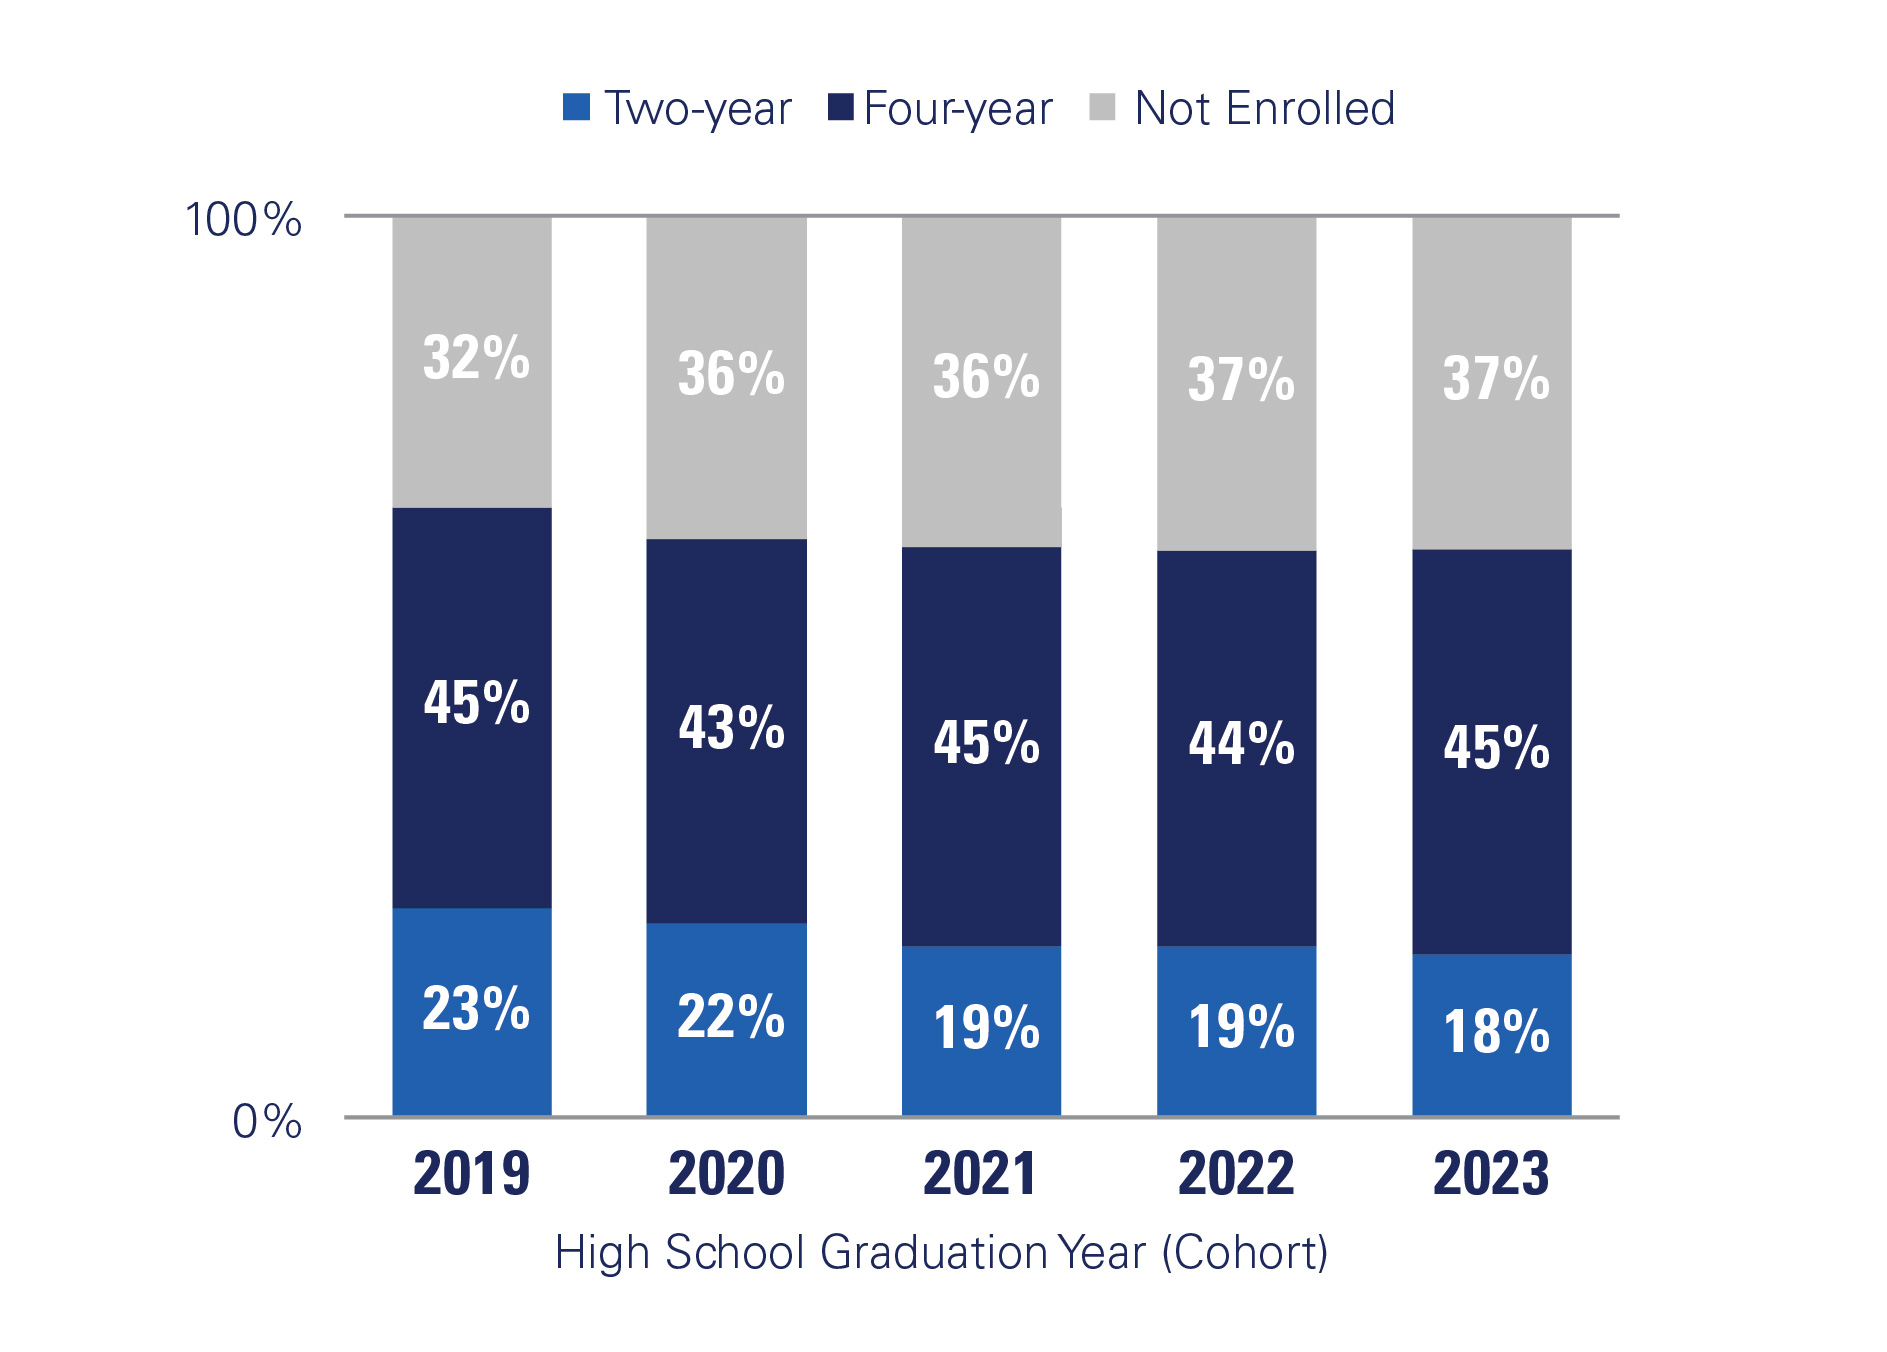 Two-year Four-year Not Enrolled
100%
32% 36% 36% 37% 37%
45% 43% 45% 44% 45%
23% 22% 19% 19% 18%
0%
2019 2020 2021 2022 2023
High School Graduation Year (Cohort)